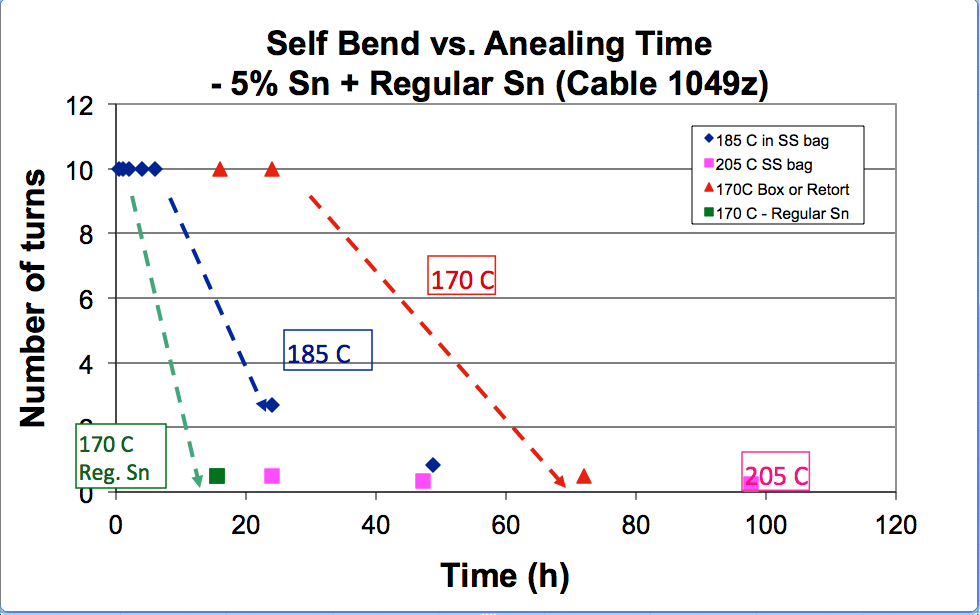 Self Bend vs. Anealing Time
- 5% Sn + Regular Sn (Cable 1049z)
12
10
8
6
4
2
0
Number of turns
185 C in SS bag
205 C SS bag
170C Box or Retort
170 C - Regular Sn
170 C
185 C
170 C
Reg. Sn
205 C
0 20 40 60 80 100 120
Time (h)